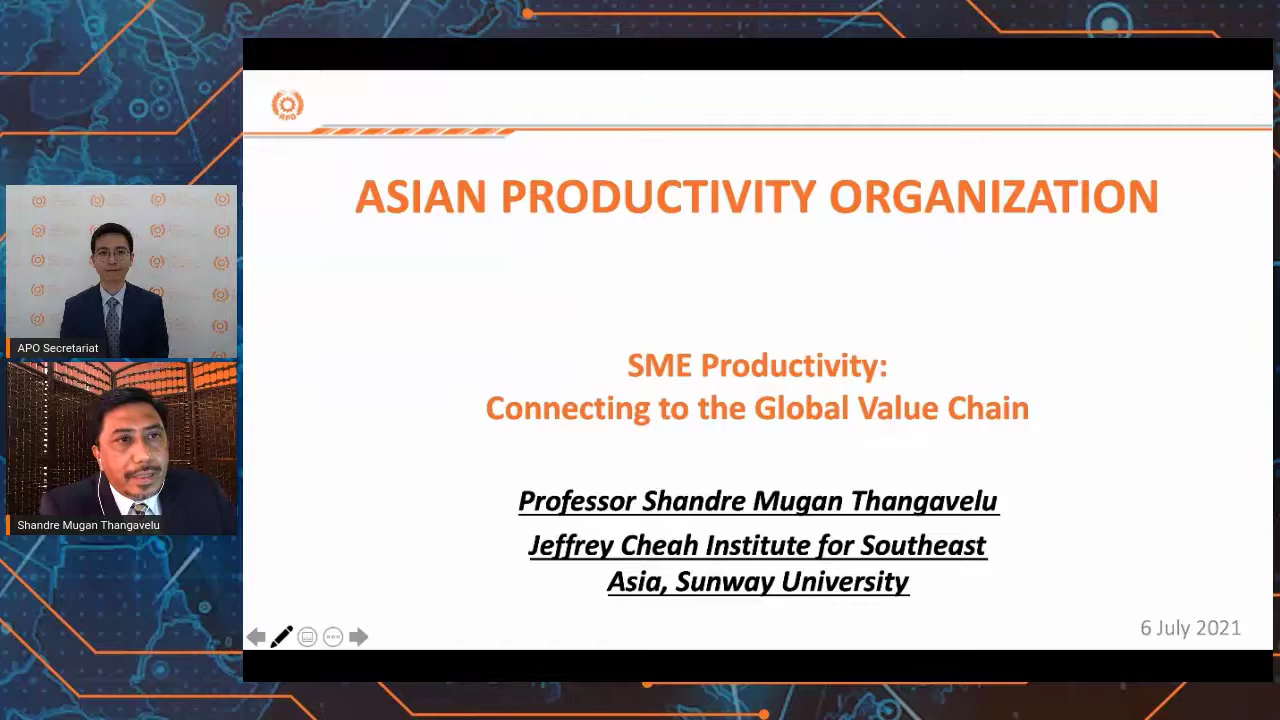 APO
ASIAN PRODUCTIVITY ORGANIZATION
SME Productivity:
Connecting to the Global Value Chain
Professor Shandre Mugan Thangavelu
Jeffrey Cheah Institute for Southeast
Asia, Sunway University
6 July 2021
APO Secretariat
Shandre Mugan Thangavelu